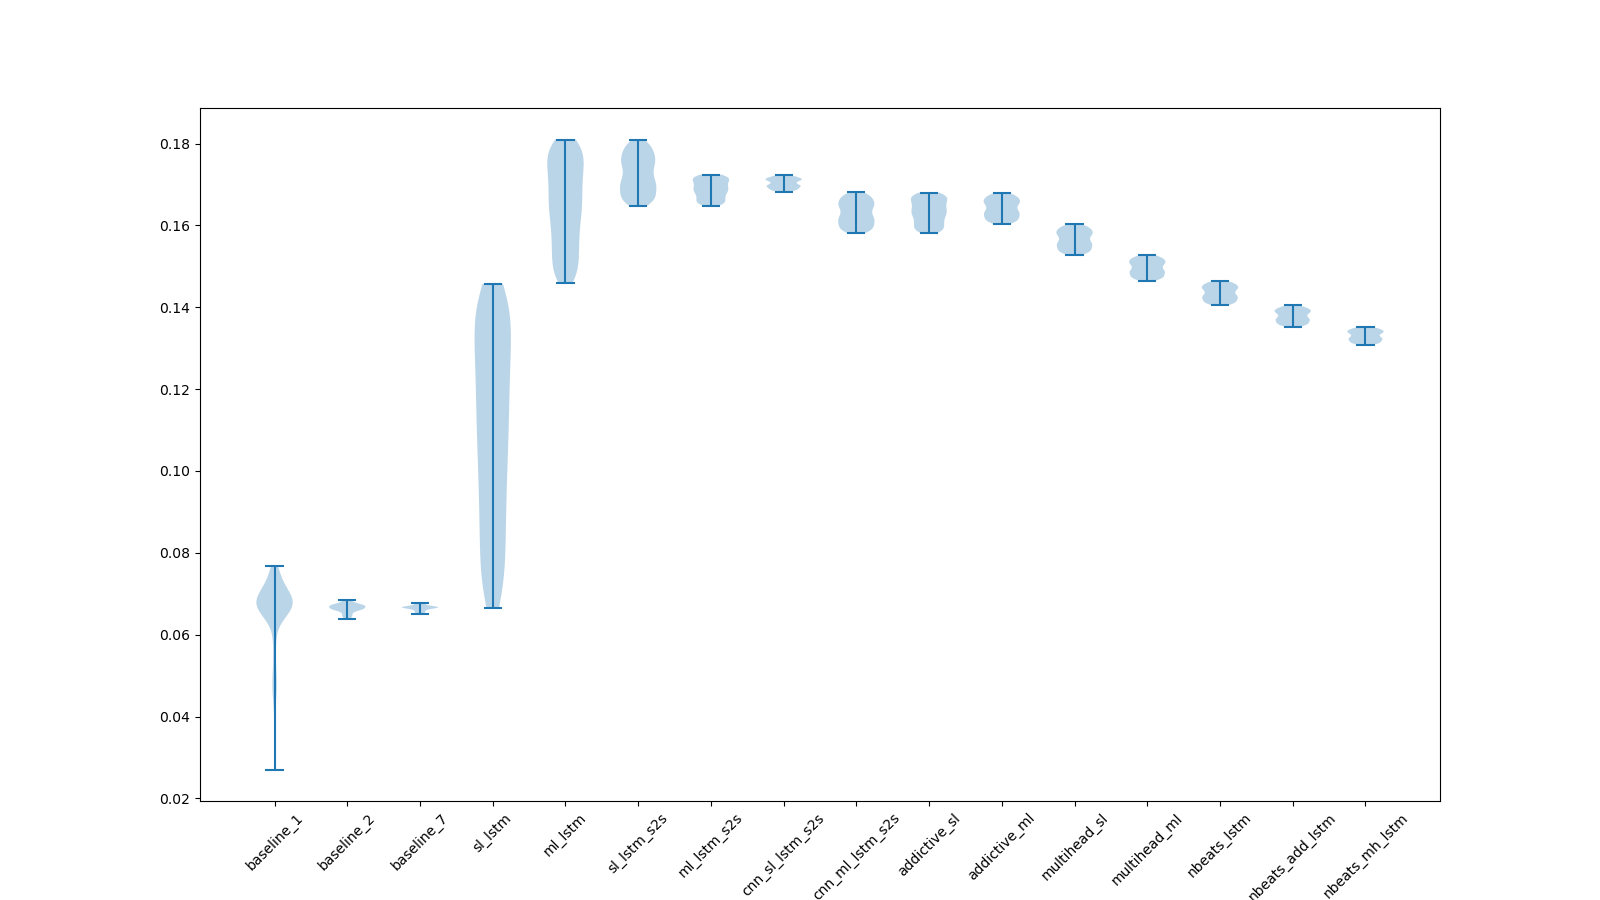 0.18
0.16
0.14
0.12
0.10
0.08
0.06
0.04
0.02
baseline_1
baseline_2
baseline_7
sl_lstm
ml_lstm
sl_lstm_s2s
ml_lstm_s2s
cnn_sl_lstm_s2s
cnn_ml_lstm_s2s
addictive_sl
addictive_ml
multihead_sl
multihead_ml
nbeats_lstm
nbeats_add_lstm
nbeats_mh_lstm